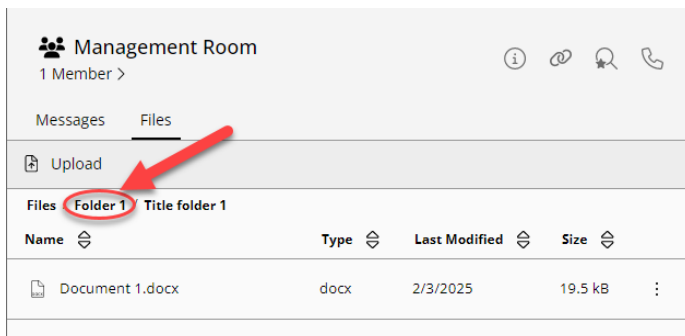 Management Room
1 Member >
Messages Files
Upload
Files / Folder 1 / Title folder 1
Name Type Last Modified Size
Document 1.docx docx 2/3/2025 19.5 kB